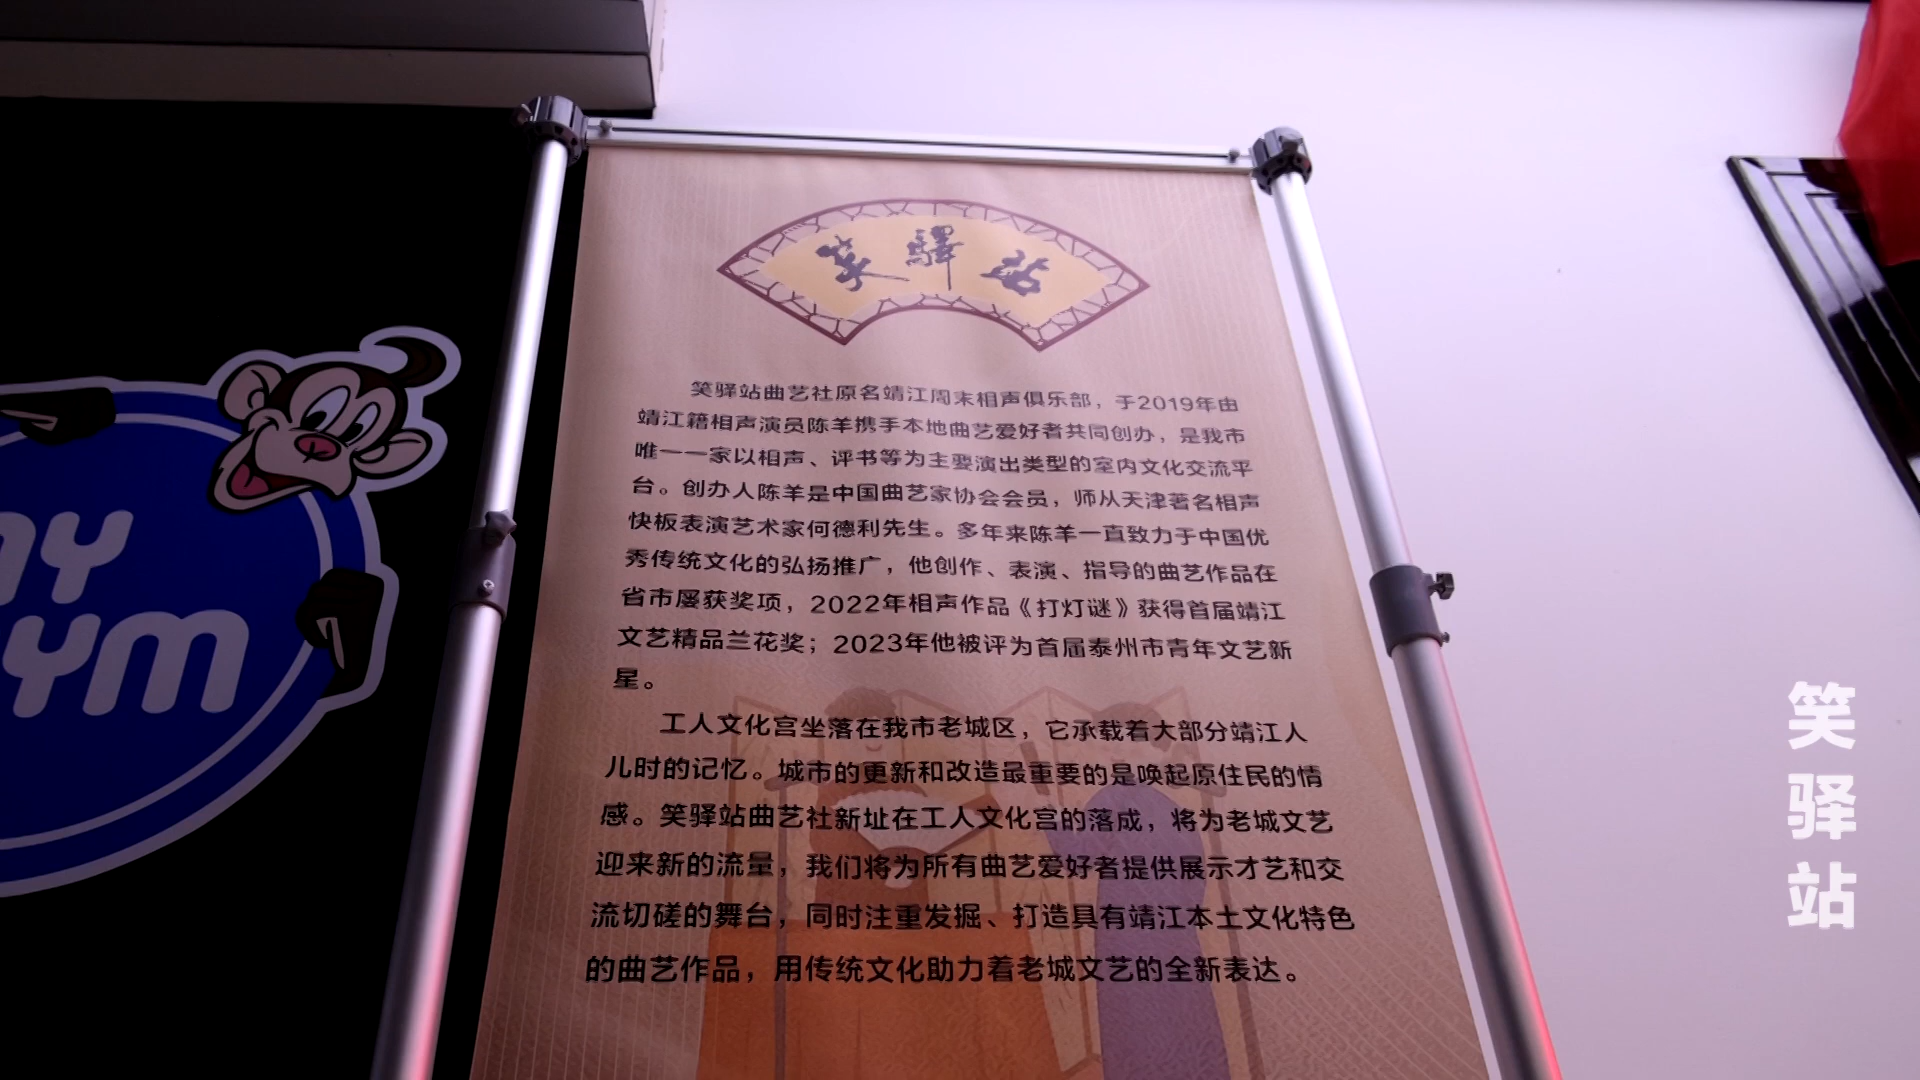 笑驛站
笑驿站曲艺社原名靖江周末相声俱乐部，于2019年由
靖江籍相声演员陈羊携手本地曲艺爱好者共同创办，是我市
唯一一家以相声、评书等为主要演出类型的室内文化交流平
台。创办人陈羊是中国曲艺家协会会员，师从天津著名相声
快板表演艺术家何德利先生。多年来陈羊一直致力于中国优
秀传统文化的弘扬推广，他创作、表演、指导的曲艺作品在
省市屡获奖项，2022年相声作品《打灯谜》获得首届靖江
文艺精品兰花奖；2023年他被评为首届泰州市青年文艺新
星。
工人文化宫坐落在我市老城区，它承载着大部分靖江人
儿时的记忆。城市的更新和改造最重要的是唤起原住民的情
感。笑驿站曲艺社新址在工人文化宫的落成，将为老城文艺
迎来新的流量，我们将为所有曲艺爱好者提供展示才艺和交
流切磋的舞台，同时注重发掘、打造具有靖江本土文化特色
的曲艺作品，用传统文化助力着老城文艺的全新表达。
笑驿站